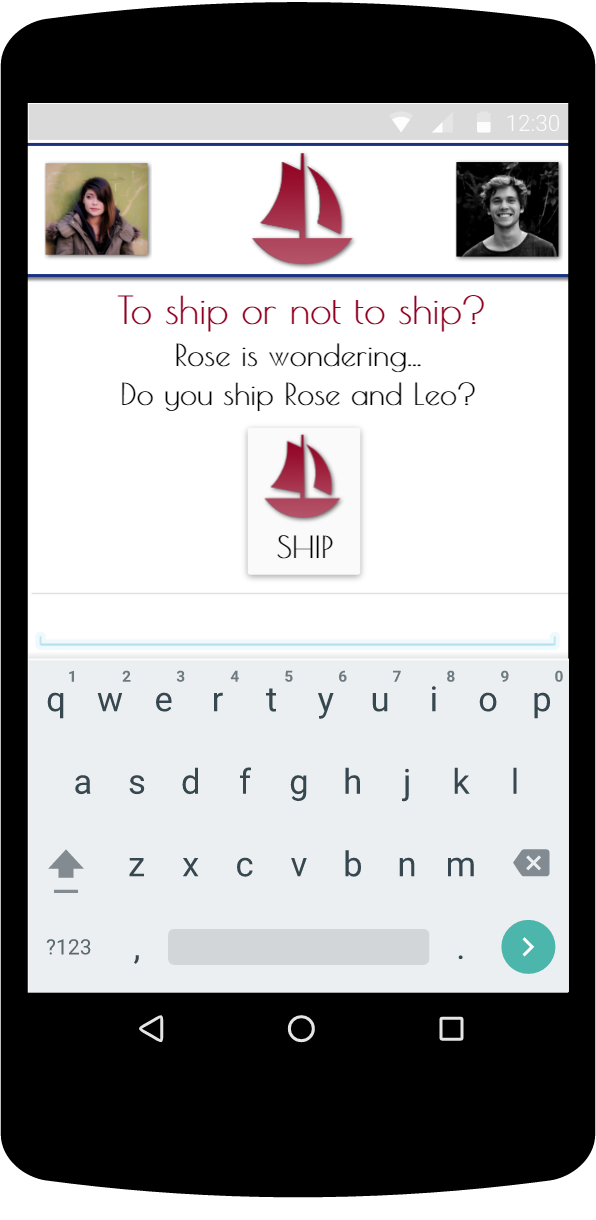 12:30
To ship or not to ship?
Rose is wondering...
Do you ship Rose and Leo?
SHIP
1 2 3 4 5 6 7 8 9 0
q w e r t y u i o p
a s d f g h j k l
z x c v b n m
?123 , .